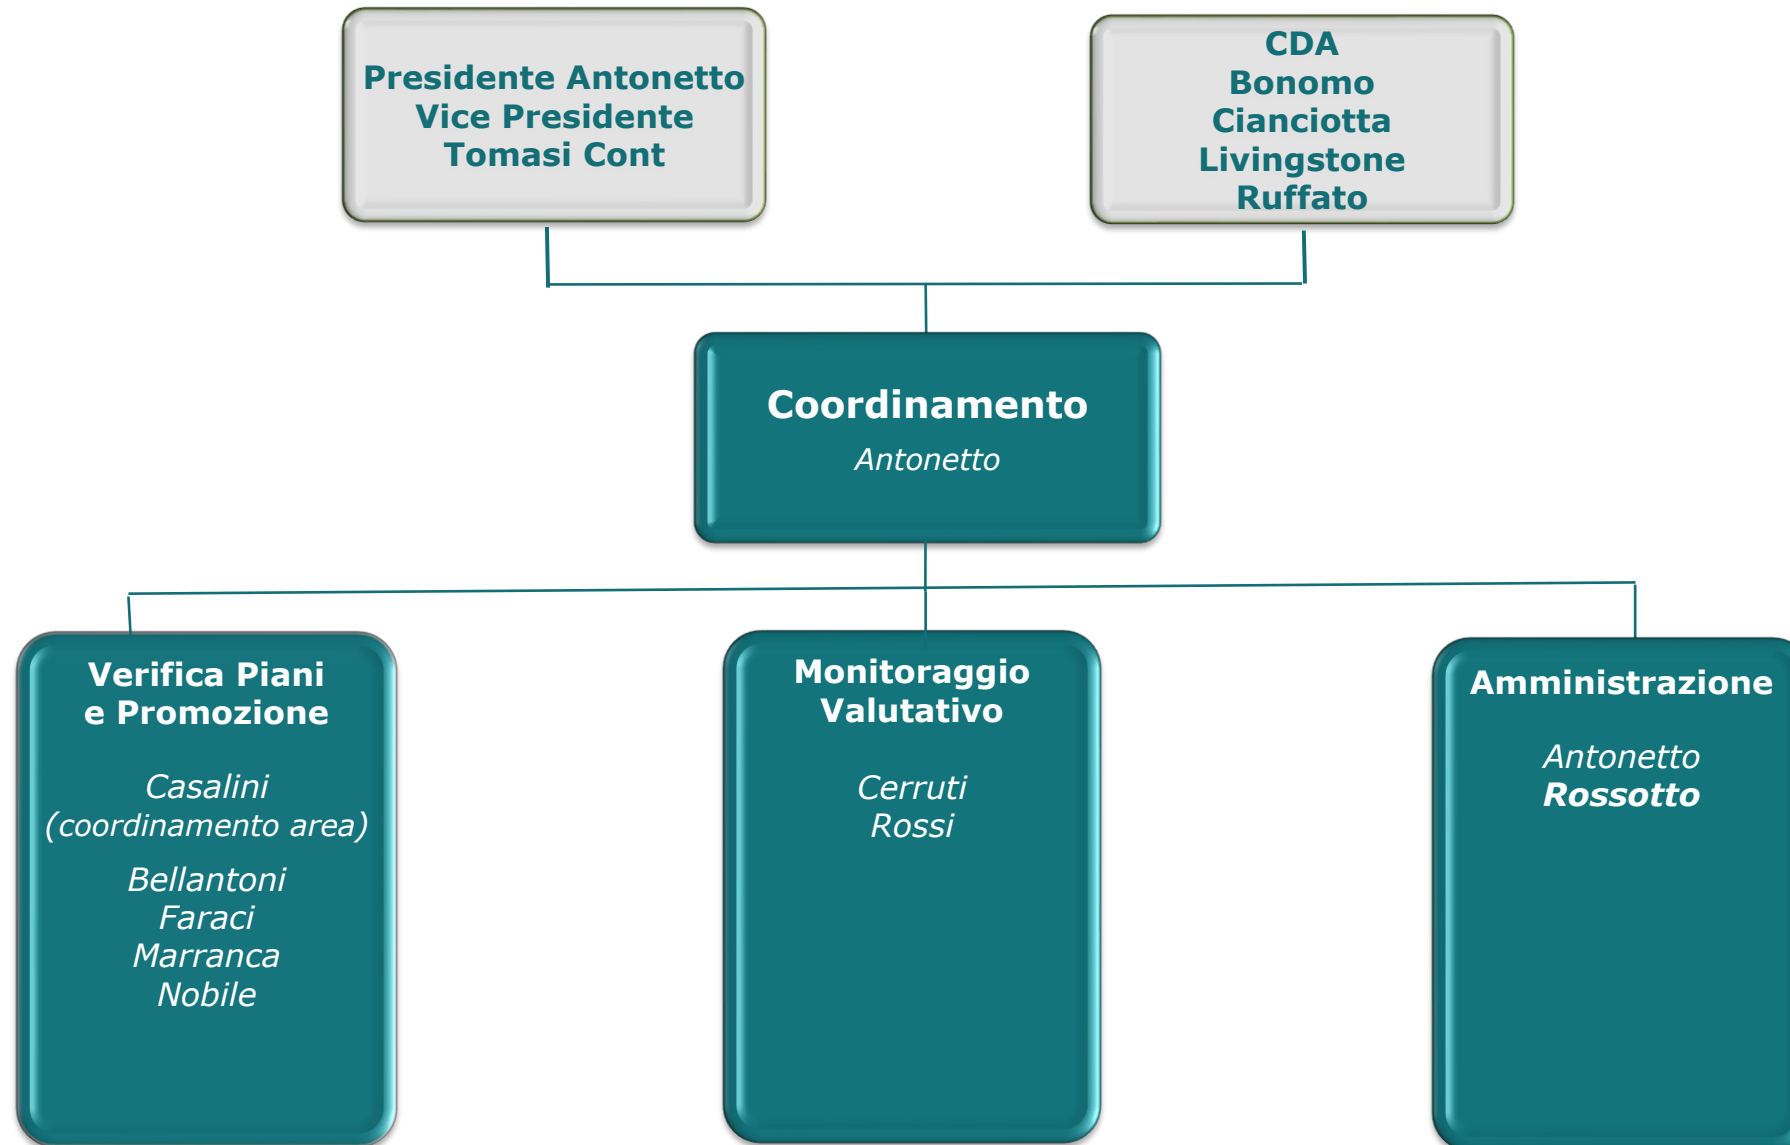 Presidente Antonetto
Vice Presidente
Tomasi Cont
CDA
Bonomo
Cianciotta
Livingstone
Ruffato
Coordinamento
Antonetto
Verifica Piani
e Promozione
Casalini
(coordinamento area)
Bellantoni
Faraci
Marranca
Nobile
Monitoraggio
Valutativo
Cerruti
Rossi
Amministrazione
Antonetto
Rossotto